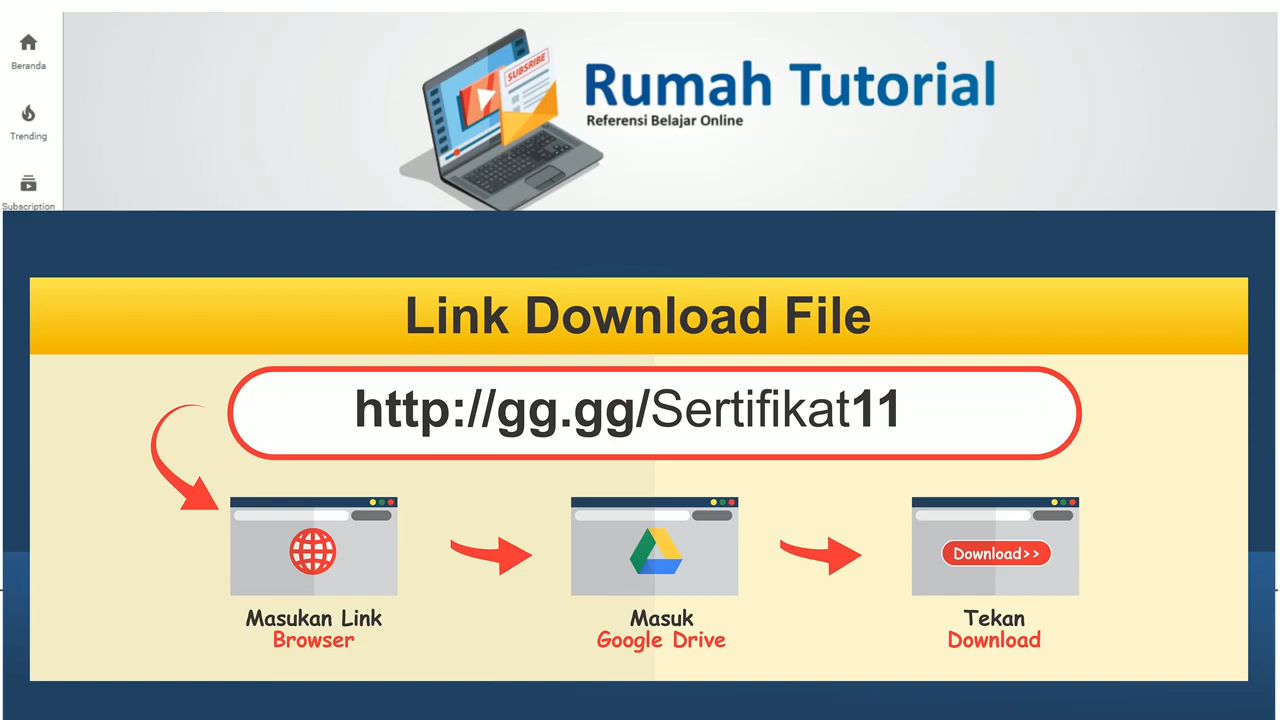 Beranda
Trending
Subscription
SUBSRIBE
Rumah Tutorial
Referensi Belajar Online
Link Download File
http://gg.gg/Sertifikat11
Masukan Link
Browser
Masuk
Google Drive
Download>>
Tekan
Download